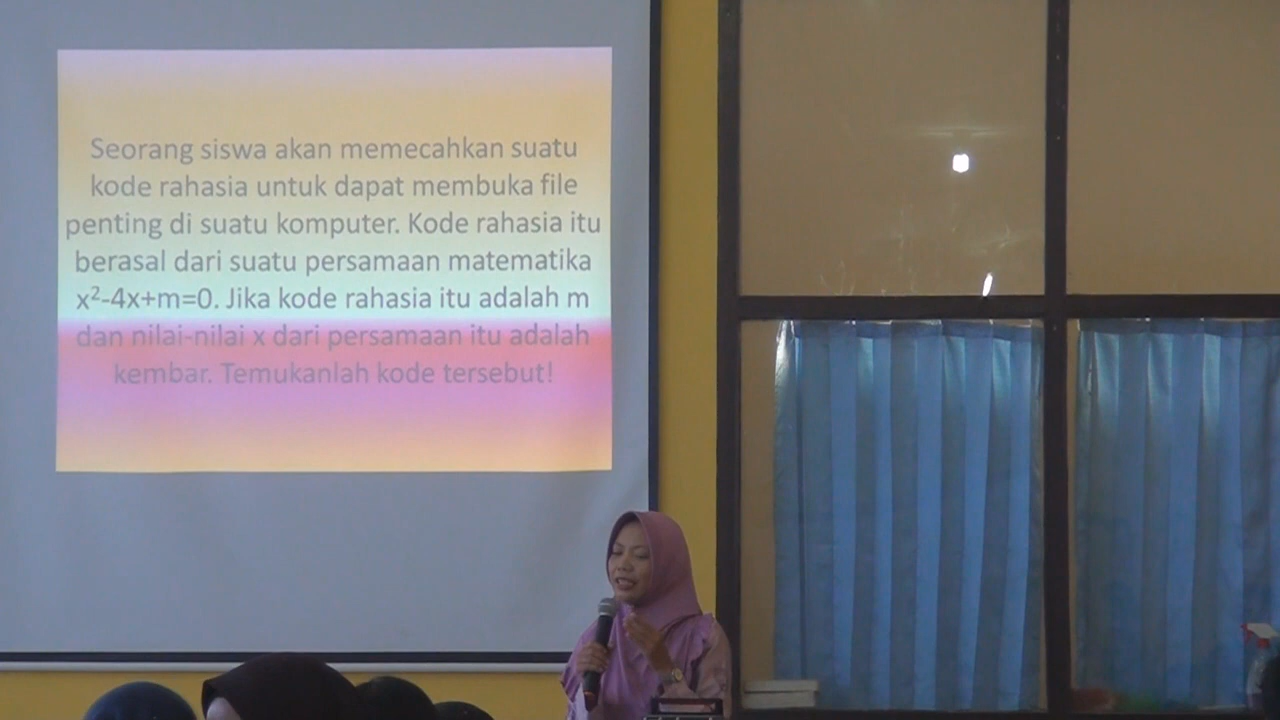 Seorang siswa akan memecahkan suatu
kode rahasia untuk dapat membuka file
penting di suatu komputer. Kode rahasia itu
berasal dari suatu persamaan matematika
x²-4x+m=0. Jika kode rahasia itu adalah m
dan nilai-nilai x dari persamaan itu adalah
kembar. Temukanlah kode tersebut!